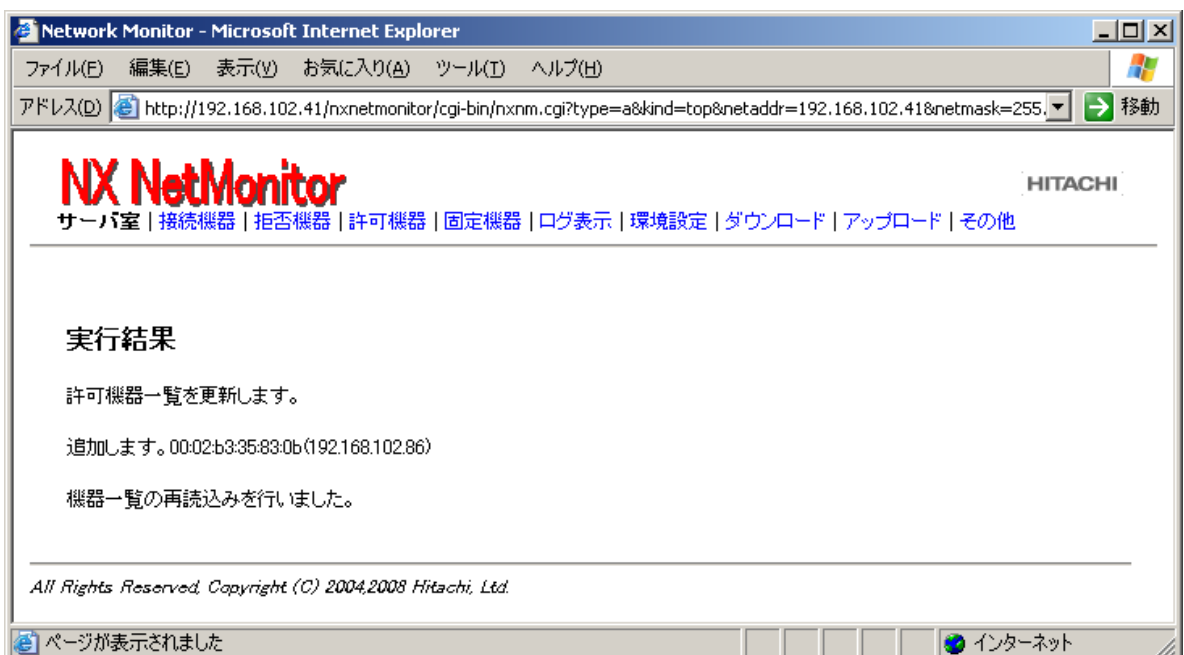 Network Monitor - Microsoft Internet Explorer
ファイル(F) 編集(E) 表示(V) お気に入り(A) ツール(T) ヘルプ(H)
アドレス(D) http://192.168.102.41/nxnetmonitor/cgi-bin/nxnm.cgi?type=a&kind=top&netaddr=192.168.102.41&netmask=255. 移動
NX NetMonitor
HITACHI
サーバ室 | 接続機器 | 拒否機器 | 許可機器 | 固定機器 | ログ表示 | 環境設定 | ダウンロード | アップロード | その他
実行結果
許可機器一覧を更新します。
追加します。00:02:b3:35:83:0b(192.168.102.86)
機器一覧の再読込みを行いました。
All Rights Reserved, Copyright (C) 2004,2008 Hitachi, Ltd.
ページが表示されました インターネット